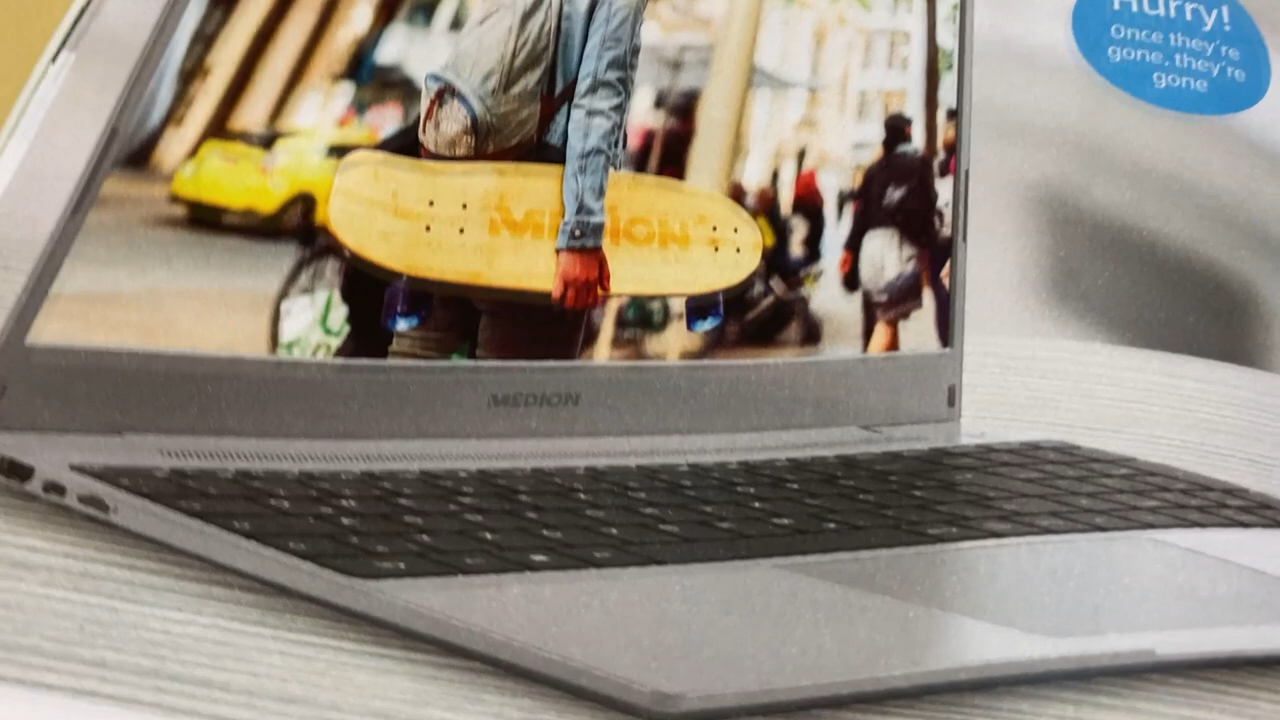 Hurry!
Once they're
gone, they're
gone
MEDION
MEDION